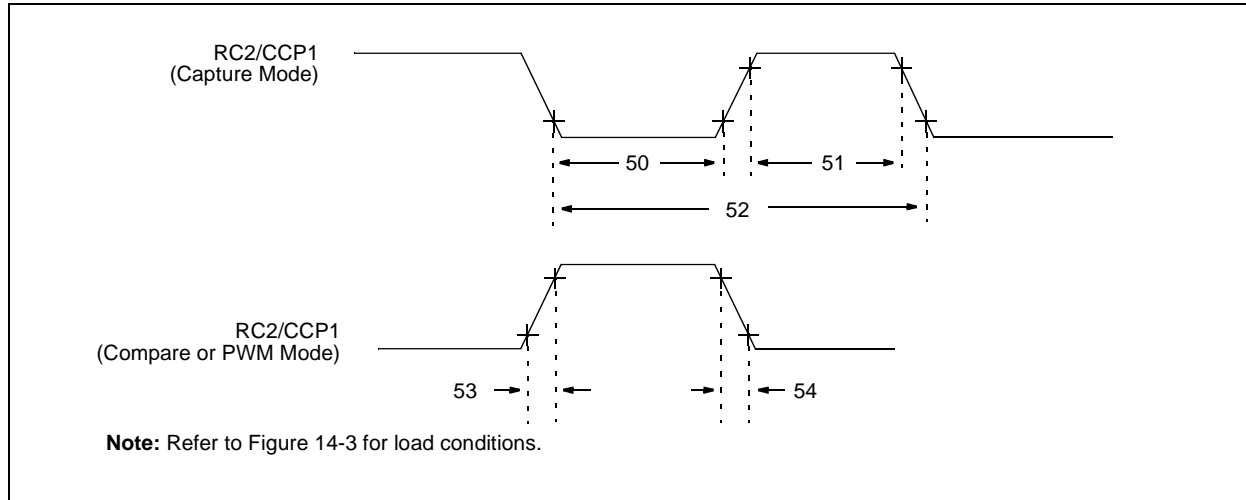 RC2/CCP1
(Capture Mode)
50
51
52
RC2/CCP1
(Compare or PWM Mode)
53
54
Note: Refer to Figure 14-3 for load conditions.